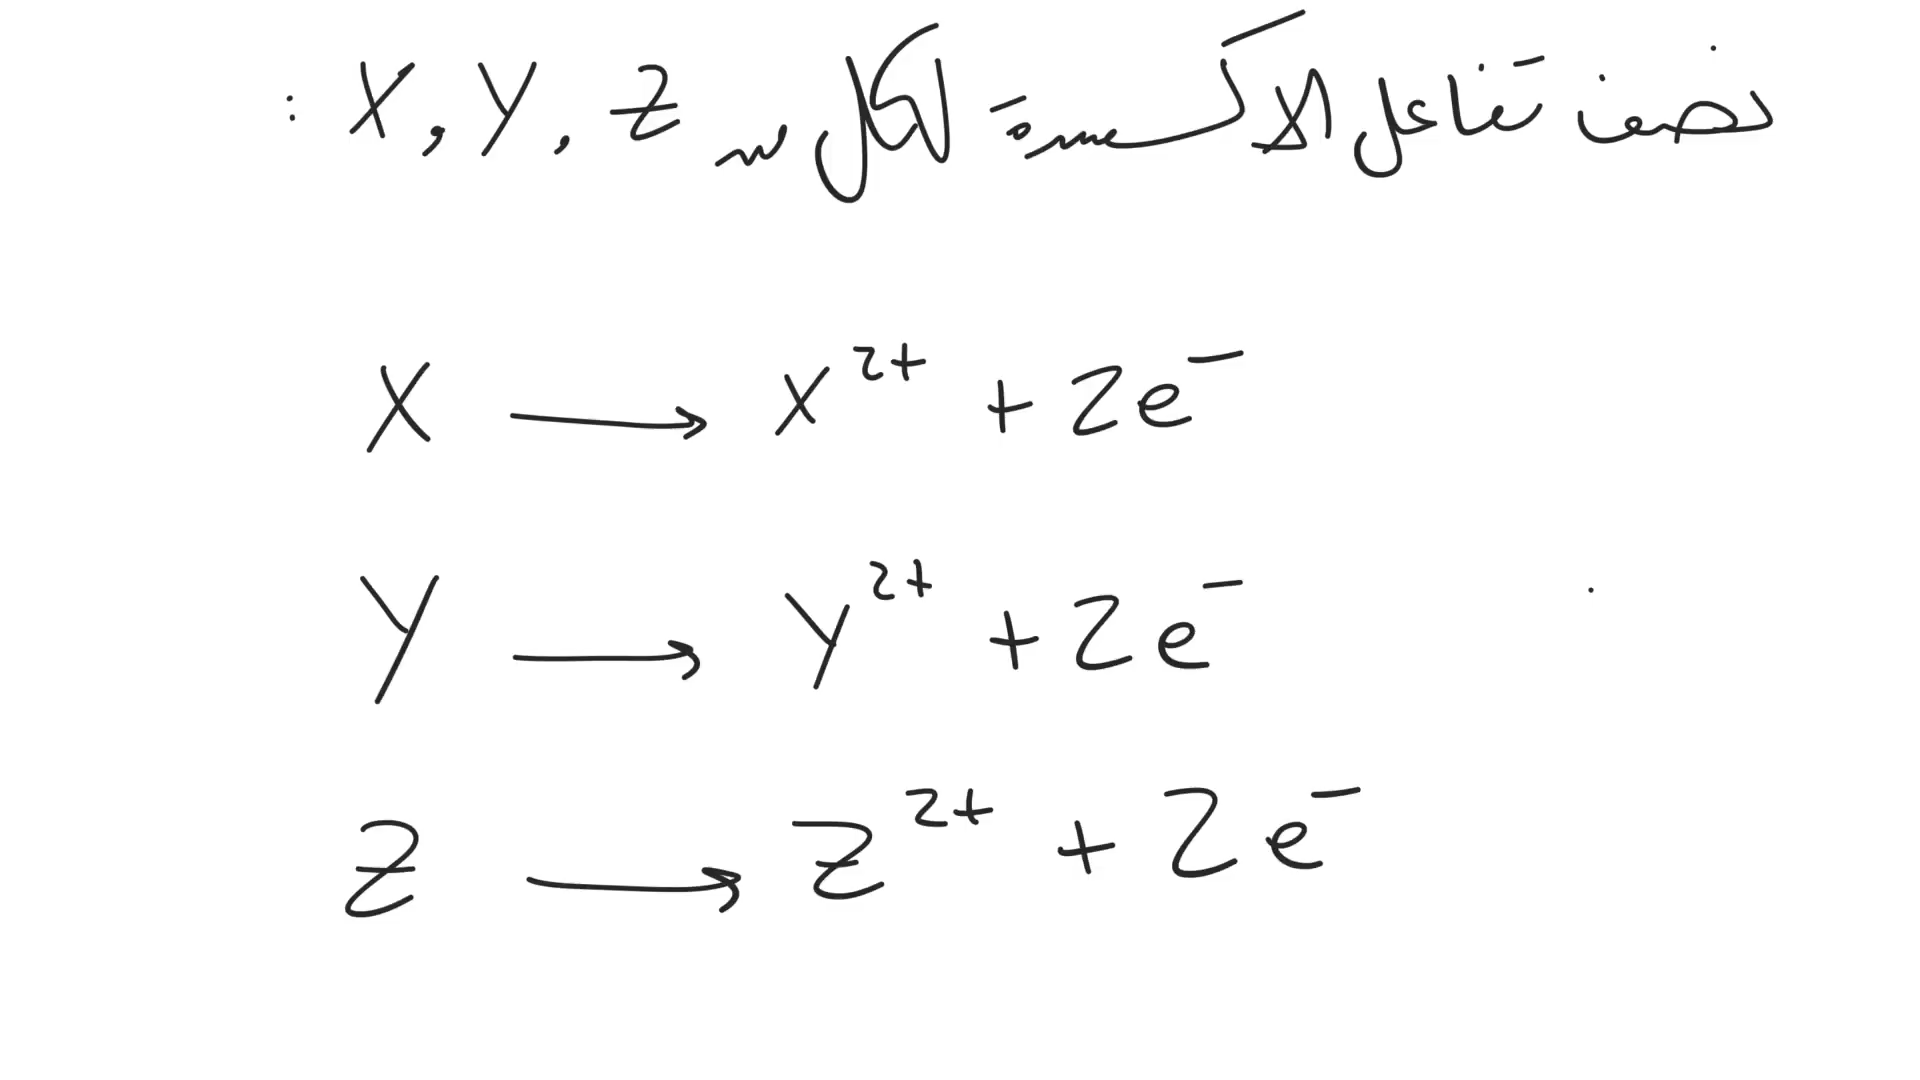 نصف تفاعل الاكسدة لكل من X, Y, Z :
X → X²⁺ + 2e⁻
Y → Y²⁺ + 2e⁻
Z → Z²⁺ + 2e⁻